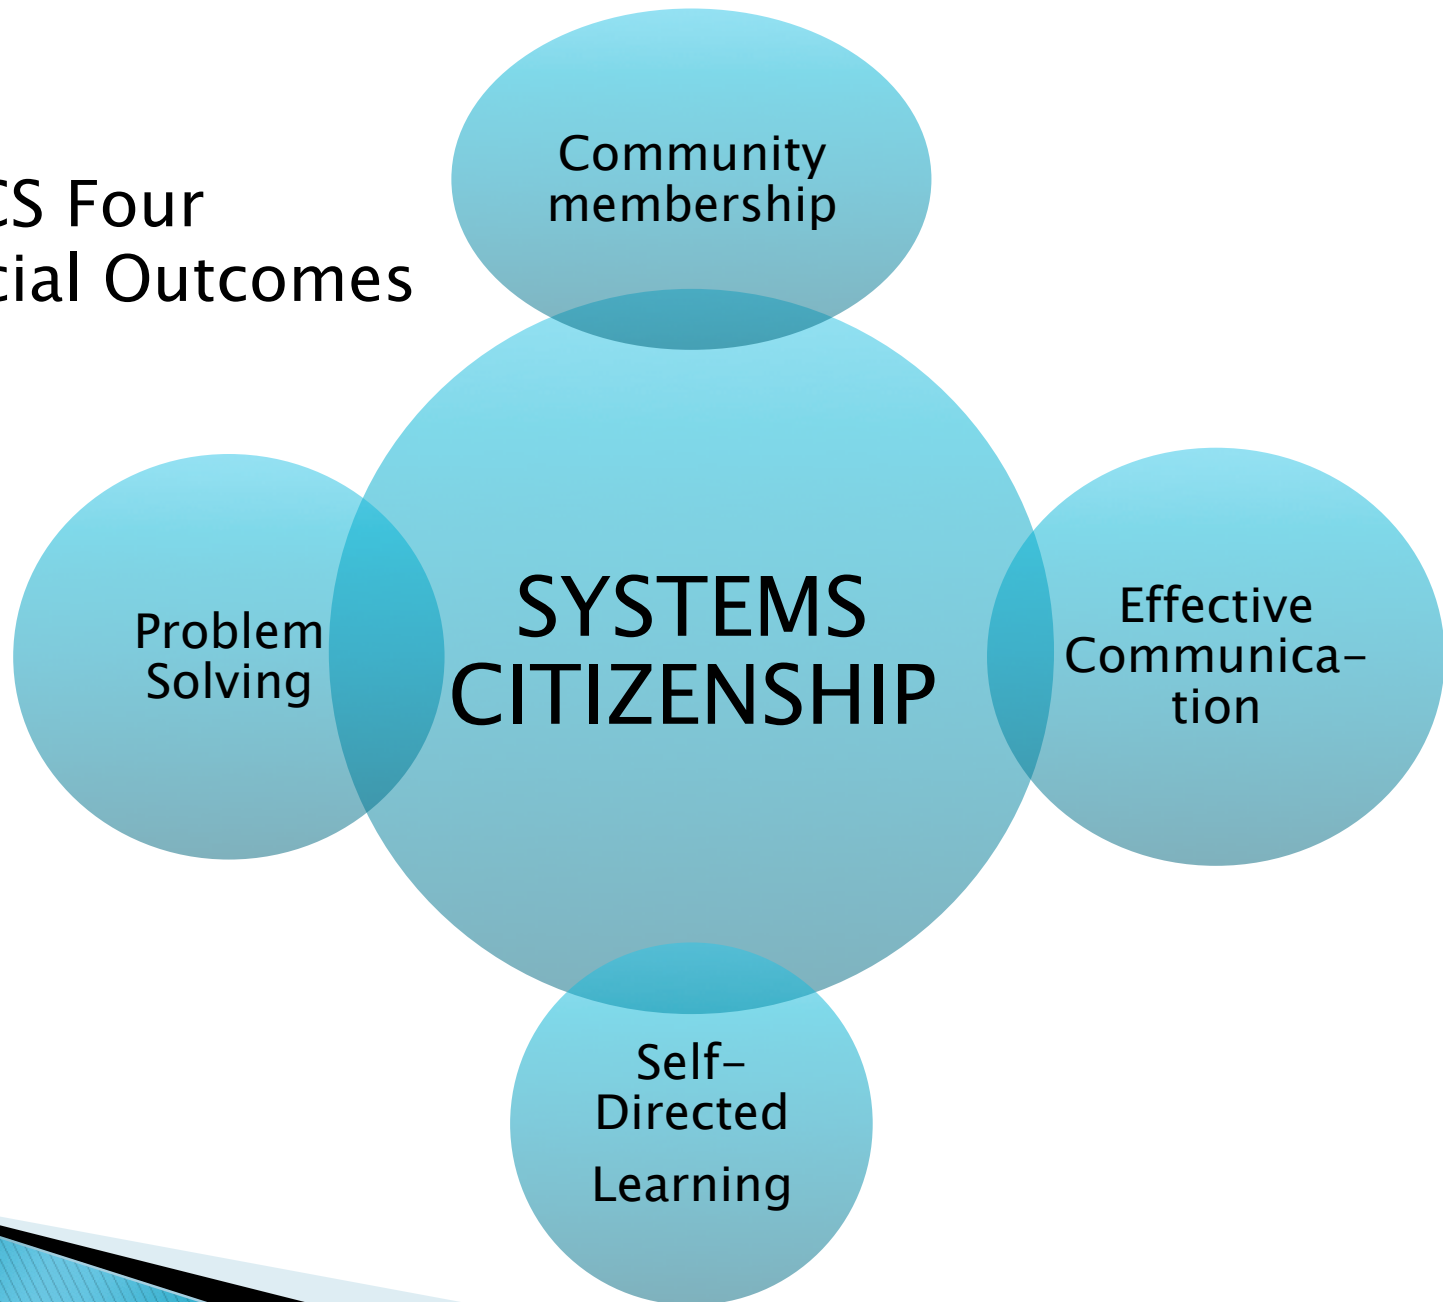 CS Four
cial Outcomes
Community
membership
Problem
Solving
SYSTEMS
CITIZENSHIP
Effective
Communica-
tion
Self-
Directed
Learning